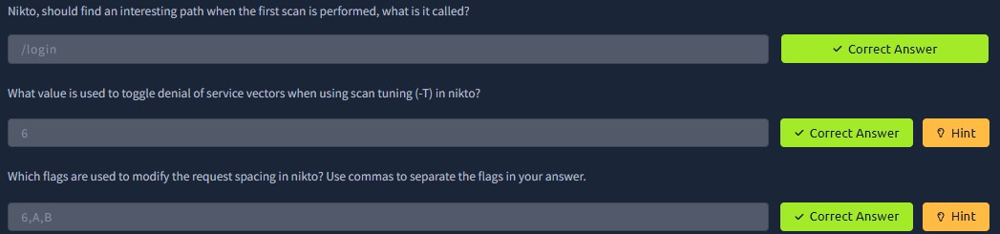 Nikto, should find an interesting path when the first scan is performed, what is it called?
/login
✓ Correct Answer
What value is used to toggle denial of service vectors when using scan tuning (-T) in nikto?
6
✓ Correct Answer
Hint
Which flags are used to modify the request spacing in nikto? Use commas to separate the flags in your answer.
6,A,B
✓ Correct Answer
Hint